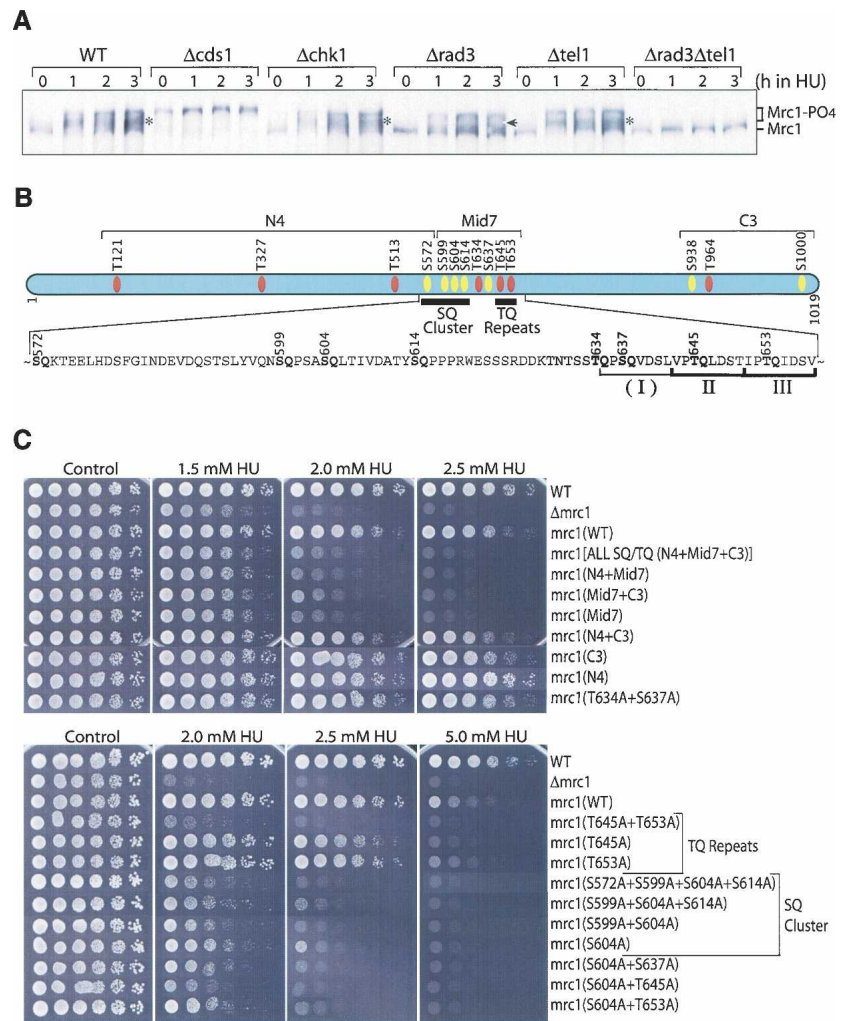 A
WT Δcds1 Δchk1 Δrad3 Δtel1 Δrad3Δtel1
0 1 2 3 0 1 2 3 0 1 2 3 0 1 2 3 0 1 2 3 0 1 2 3 (h in HU)
Mrc1-PO4
* * *
Mrc1
B
N4 Mid7 C3
T121 T327 T513 S572 S599 S604 S614 T634 S637 T645 T653 S938 T964 S1000
1 1019
SQ Cluster TQ Repeats
S572 S599 S604 S614 T634 S637 T645 T653
~SQKTEELHDSFGINDEVDQSTSLYVQNSQPSASQLTIVDATYSQPPPRWESSSRDDKTNTSSTQPSQVDSLVPTQLDSTIPTQIDSV~
(I) II III
C
Control 1.5 mM HU 2.0 mM HU 2.5 mM HU
WT
Δmrc1
mrc1(WT)
mrc1[ALL SQ/TQ (N4+Mid7+C3)]
mrc1(N4+Mid7)
mrc1(Mid7+C3)
mrc1(Mid7)
mrc1(N4+C3)
mrc1(C3)
mrc1(N4)
mrc1(T634A+S637A)
Control 2.0 mM HU 2.5 mM HU 5.0 mM HU
WT
Δmrc1
mrc1(WT)
mrc1(T645A+T653A)
mrc1(T645A) TQ Repeats
mrc1(T653A)
mrc1(S572A+S599A+S604A+S614A)
mrc1(S599A+S604A+S614A) SQ
mrc1(S599A+S604A) Cluster
mrc1(S604A)
mrc1(S604A+S637A)
mrc1(S604A+T645A)
mrc1(S604A+T653A)